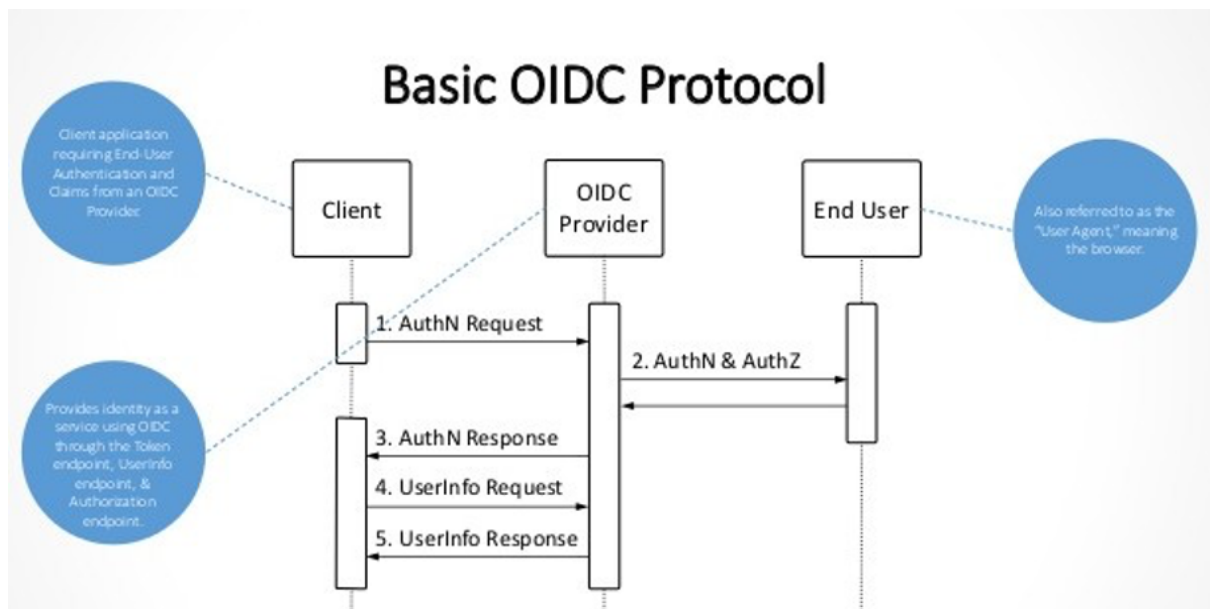 Basic OIDC Protocol
Client application
requiring End-User
Authentication and
Claims from an OIDC
Provider.
Client
OIDC
Provider
End User
Also referred to as the
"User Agent," meaning
the browser.
1. AuthN Request
2. AuthN & AuthZ
Provides identity as a
service using OIDC
through the Token
endpoint, UserInfo
endpoint, &
Authorization
endpoint.
3. AuthN Response
4. UserInfo Request
5. UserInfo Response